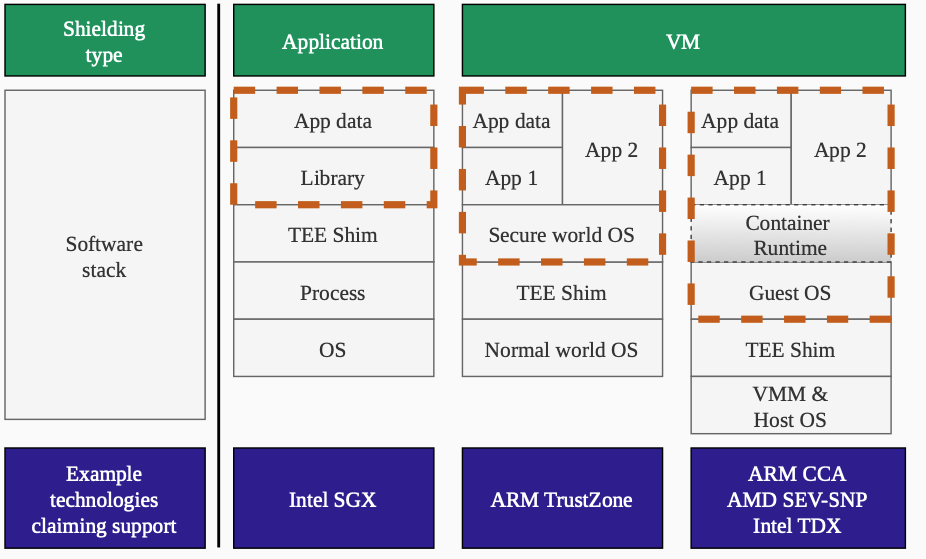 Shielding
type
Application
VM
Software
stack
App data
Library
TEE Shim
Process
OS
App data
App 1
App 2
Secure world OS
TEE Shim
Normal world OS
App data
App 1
App 2
Container
Runtime
Guest OS
TEE Shim
VMM &
Host OS
Example
technologies
claiming support
Intel SGX
ARM TrustZone
ARM CCA
AMD SEV-SNP
Intel TDX